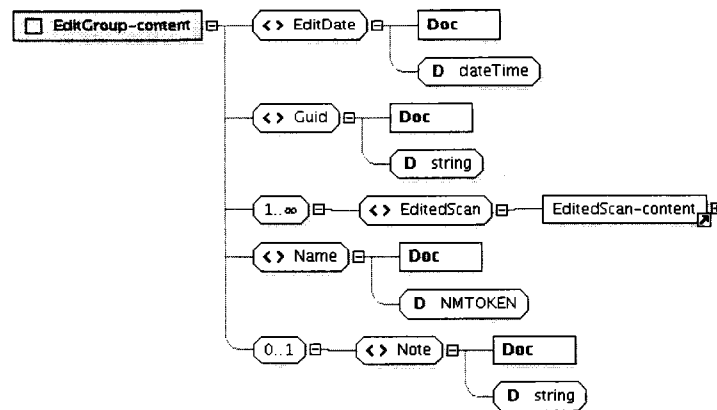 EditGroup-content
<> EditDate
Doc
D dateTime
<> Guid
Doc
D string
1..∞
<> EditedScan
EditedScan-content
<> Name
Doc
D NMTOKEN
0..1
<> Note
Doc
D string